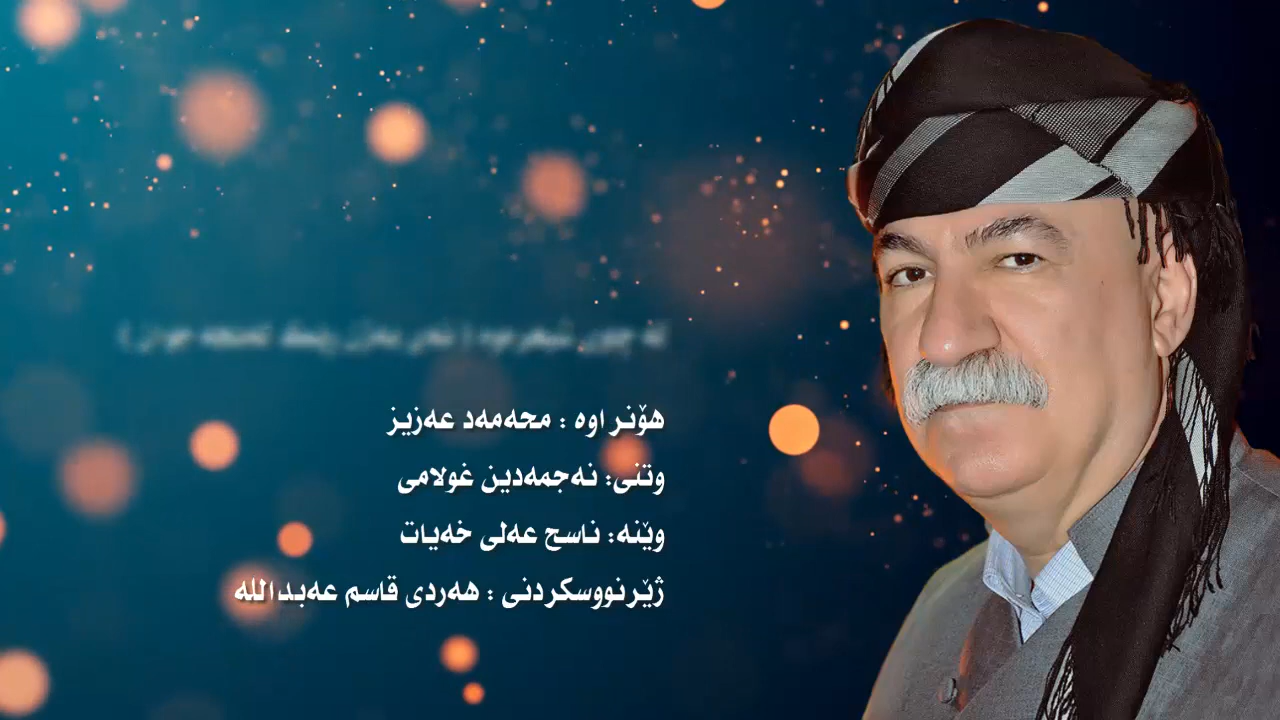 هۆنراوە : محەمەد عەزیز
وتنی: نەجمەدین غولامی
وێنە: ناسح عەلی خەیات
ژێرنووسکردنی : هەردی قاسم عەبداللە